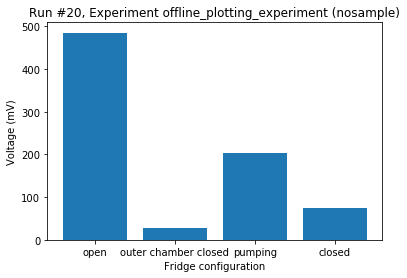 Run #20, Experiment offline_plotting_experiment (nosample)
500
400
300
200
100
0
Voltage (mV)
open outer chamber closed pumping closed
Fridge configuration